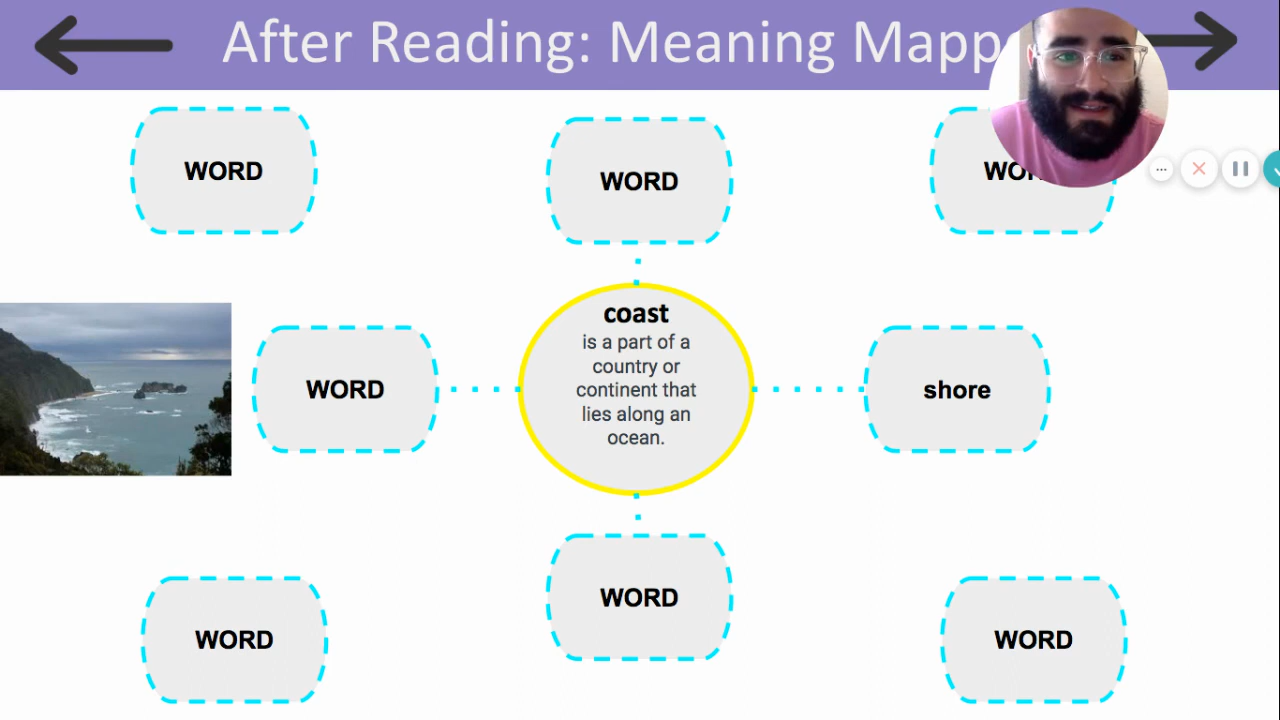 After Reading: Meaning Mapp
WORD
WORD
coast
is a part of a
country or
continent that
lies along an
ocean.
WORD
shore
WORD
WORD
WORD